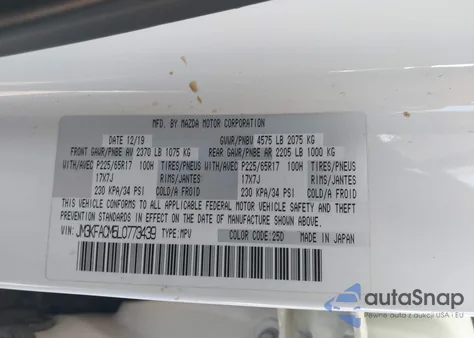 MFD. BY MAZDA MOTOR CORPORATION
DATE 12/19 GVWR/PNBV 4575 LB 2075 KG
FRONT GAWR/PNBE AV 2370 LB 1075 KG REAR GAWR/PNBE AR 2205 LB 1000 KG
WITH/AVEC P225/65R17 100H TIRES/PNEUS WITH/AVEC P225/65R17 100H TIRES/PNEUS
17X7J RIMS/JANTES 17X7J RIMS/JANTES
230 KPA/34 PSI COLD/A FROID 230 KPA/34 PSI COLD/A FROID
THIS VEHICLE CONFORMS TO ALL APPLICABLE FEDERAL MOTOR VEHICLE SAFETY AND THEFT
PREVENTION STANDARDS IN EFFECT ON THE DATE OF MANUFACTURE SHOWN ABOVE.
VIN: JM3KFACM5L0773439 TYPE:MPV COLOR CODE:25D MADE IN JAPAN
autoSnap
Pewne auta z aukcji USA i EU